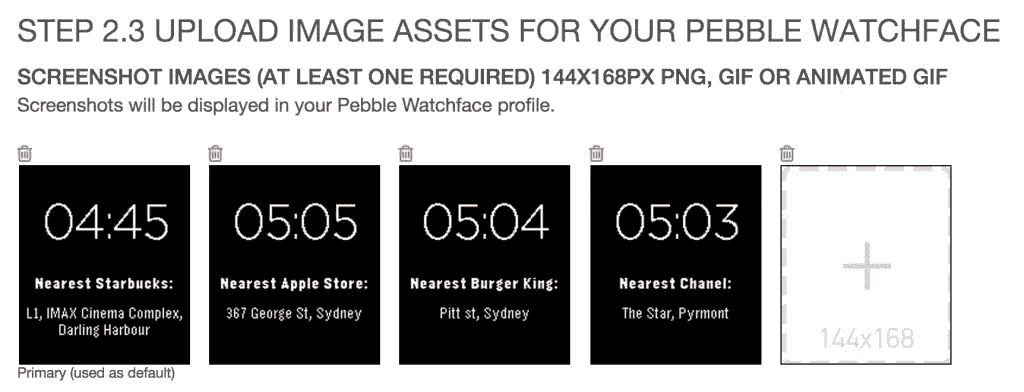 STEP 2.3 UPLOAD IMAGE ASSETS FOR YOUR PEBBLE WATCHFACE
SCREENSHOT IMAGES (AT LEAST ONE REQUIRED) 144X168PX PNG, GIF OR ANIMATED GIF
Screenshots will be displayed in your Pebble Watchface profile.
04:45
Nearest Starbucks:
L1, IMAX Cinema Complex,
Darling Harbour
Primary (used as default)
05:05
Nearest Apple Store:
367 George St, Sydney
05:04
Nearest Burger King:
Pitt st, Sydney
05:03
Nearest Chanel:
The Star, Pyrmont
144x168